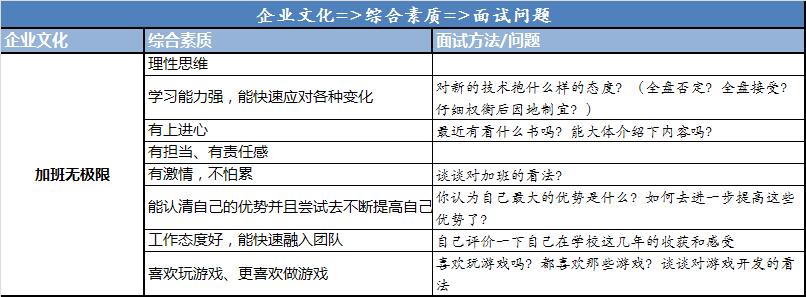 企业文化=>综合素质=>面试问题
企业文化 综合素质 面试方法/问题
理性思维
学习能力强，能快速应对各种变化 对新的技术抱什么样的态度？（全盘否定？全盘接受？
仔细权衡后因地制宜？）
有上进心 最近有看什么书吗？能大体介绍下内容吗？
有担当、有责任感
加班无极限 有激情，不怕累 谈谈对加班的看法？
能认清自己的优势并且尝试去不断提高自己 你认为自己最大的优势是什么？如何去进一步提高这些
优势了？
工作态度好，能快速融入团队 自己评价一下自己在学校这几年的收获和感受
喜欢玩游戏、更喜欢做游戏 喜欢玩游戏吗？都喜欢那些游戏？谈谈对游戏开发的看
法